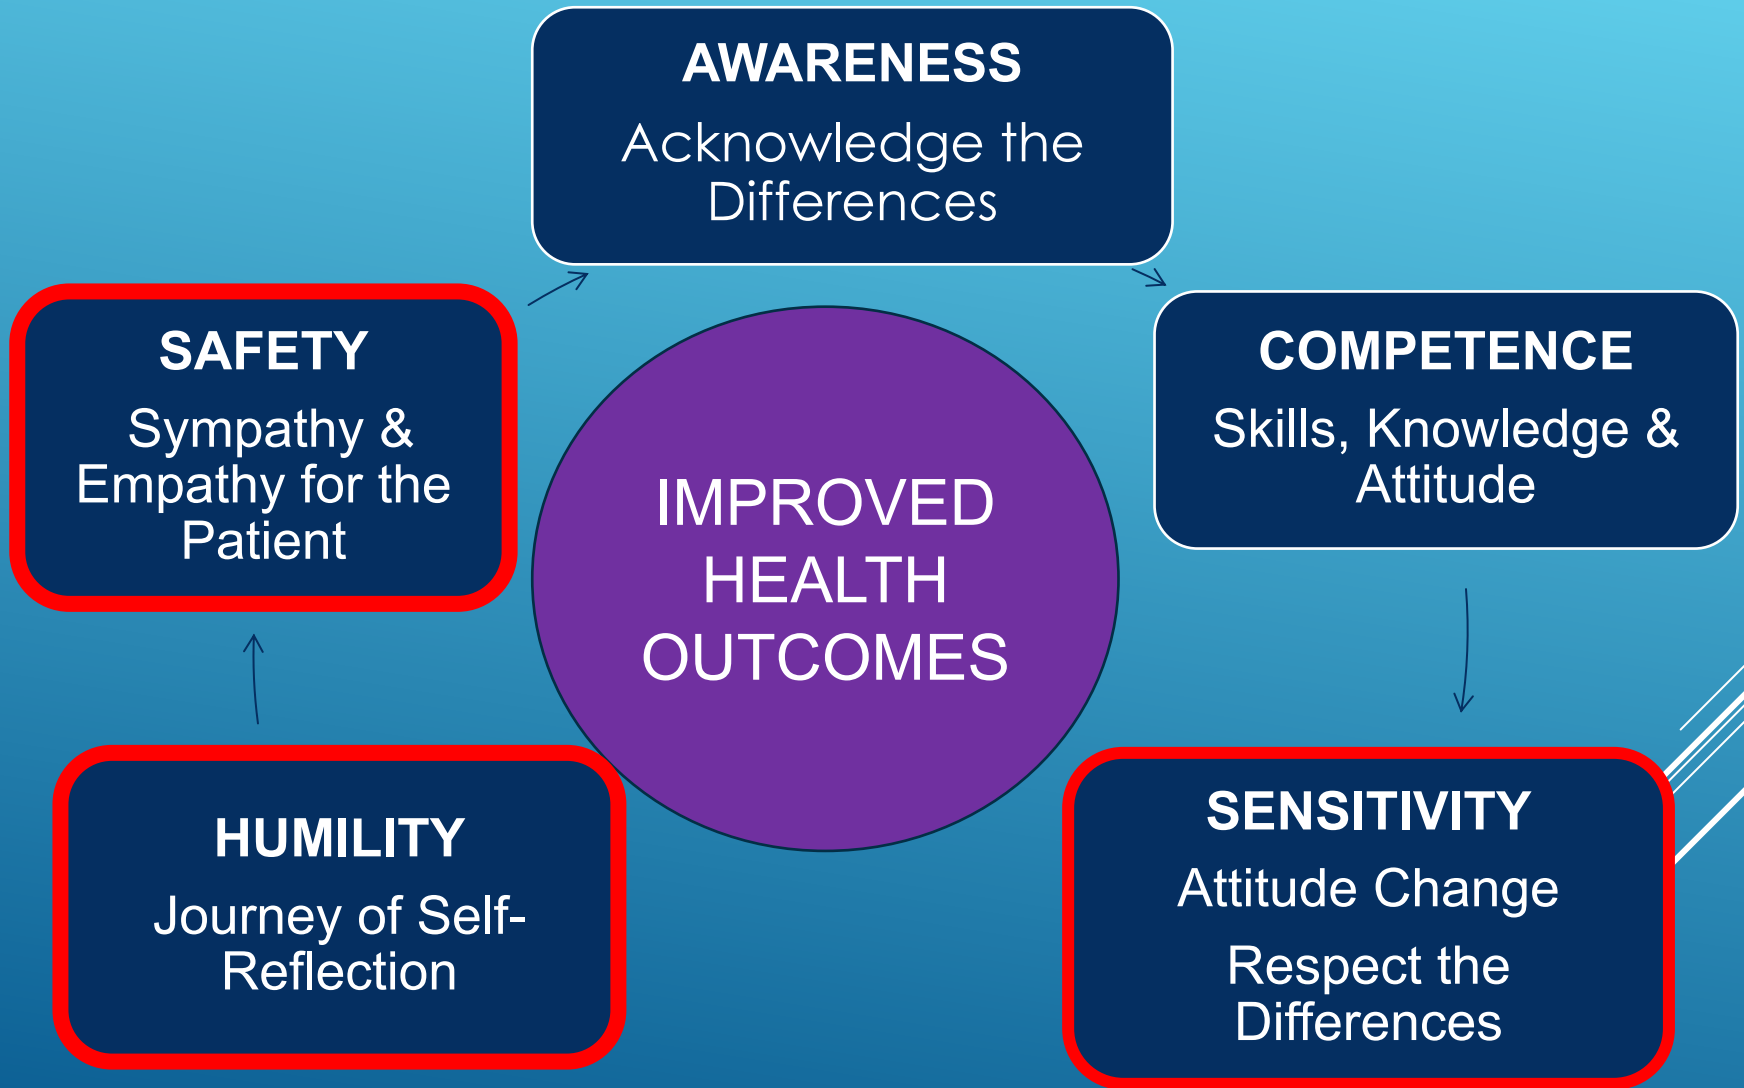 AWARENESS
Acknowledge the
Differences
COMPETENCE
Skills, Knowledge &
Attitude
SENSITIVITY
Attitude Change
Respect the
Differences
HUMILITY
Journey of Self-
Reflection
SAFETY
Sympathy &
Empathy for the
Patient
IMPROVED
HEALTH
OUTCOMES